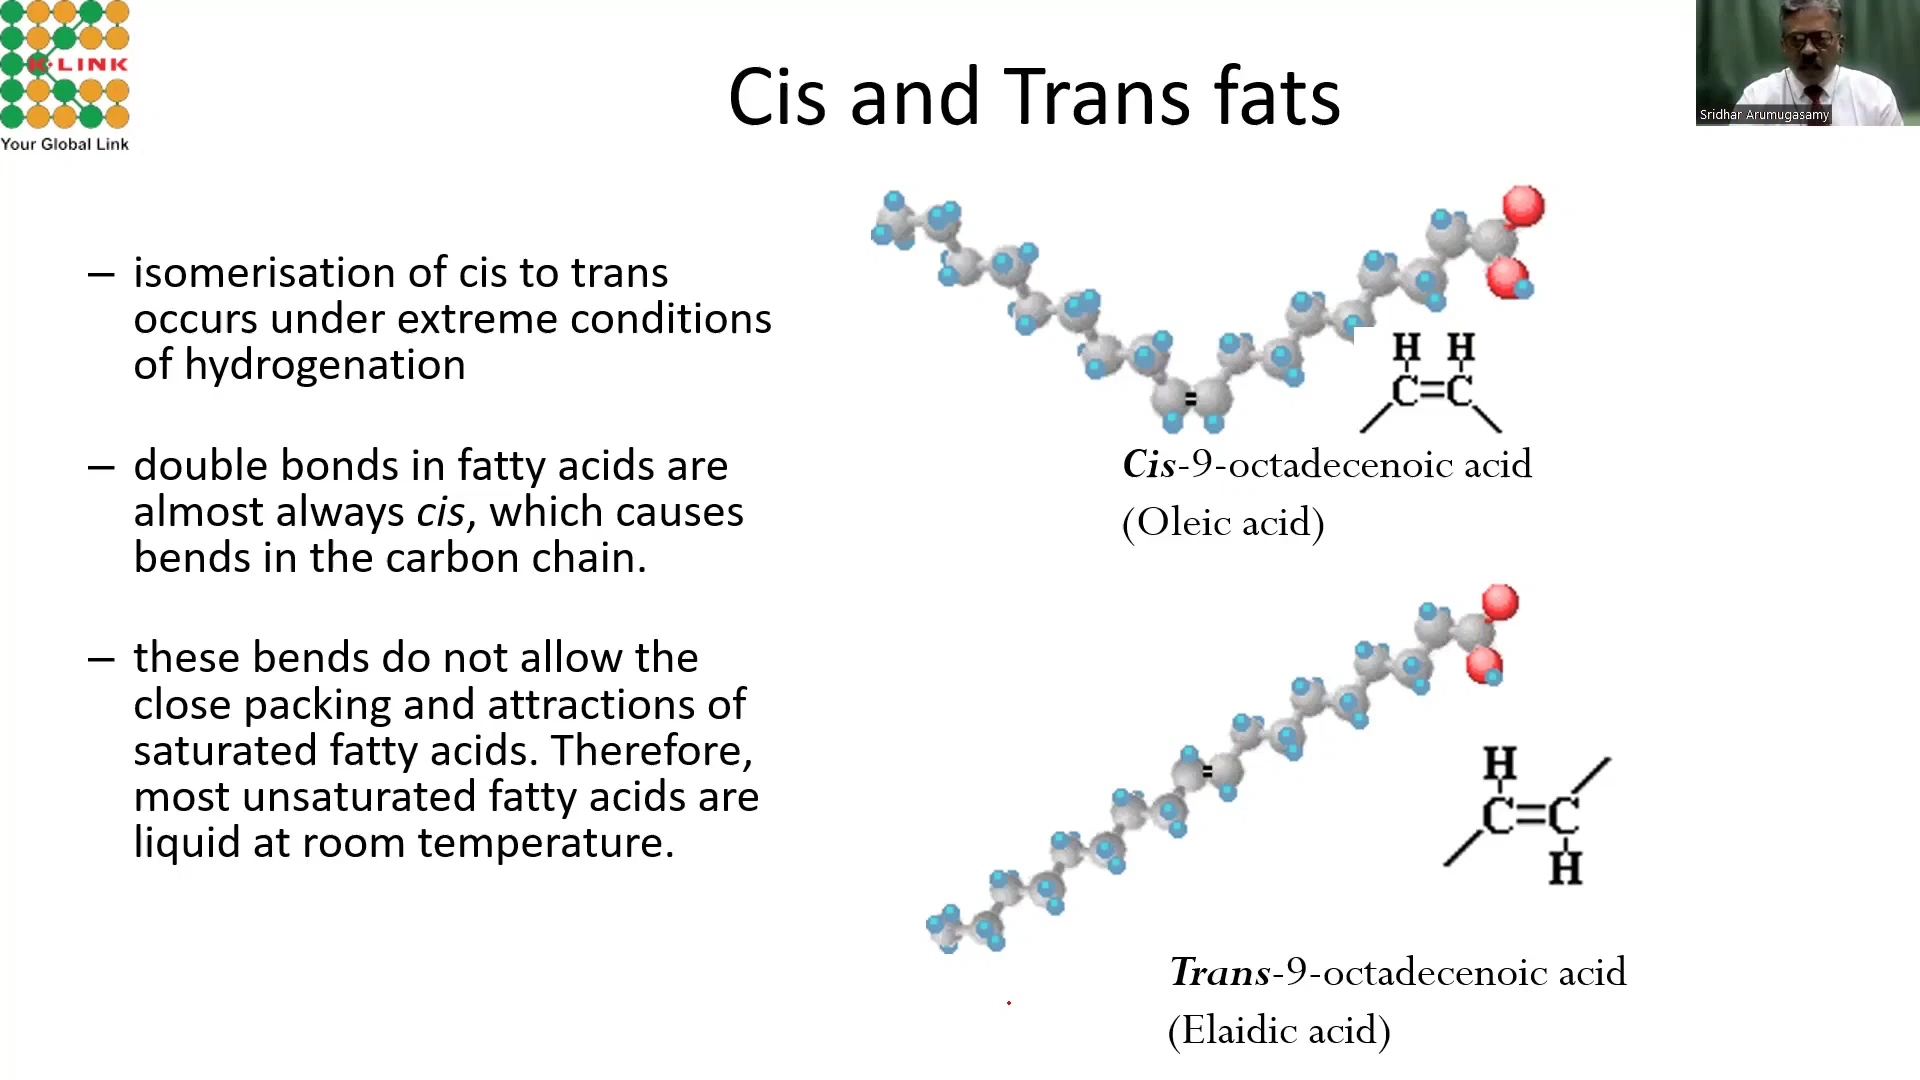 K-LINK
Your Global Link
Cis and Trans fats
Sridhar Arumugasamy
– isomerisation of cis to trans
occurs under extreme conditions
of hydrogenation
– double bonds in fatty acids are
almost always cis, which causes
bends in the carbon chain.
– these bends do not allow the
close packing and attractions of
saturated fatty acids. Therefore,
most unsaturated fatty acids are
liquid at room temperature.
=
H H
C=C
Cis-9-octadecenoic acid
(Oleic acid)
=
H
C=C
H
Trans-9-octadecenoic acid
(Elaidic acid)